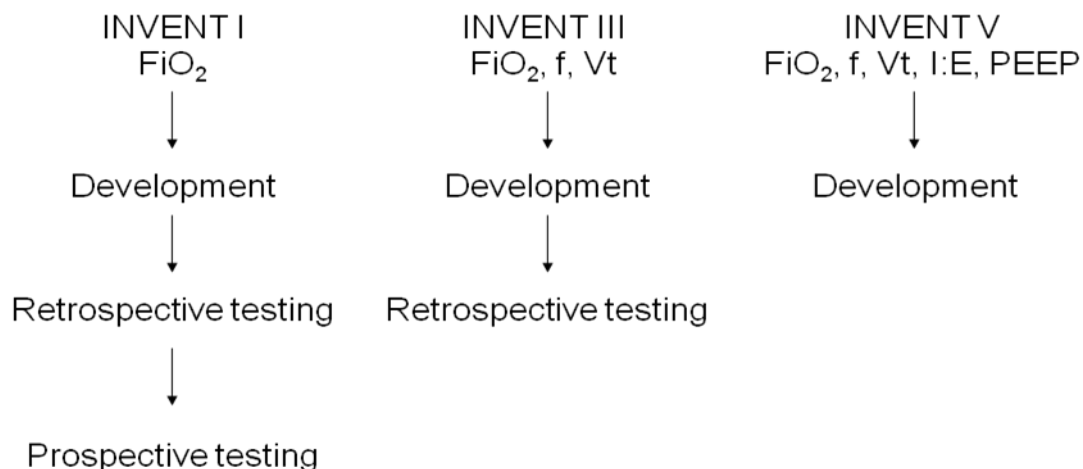 INVENT I
FiO₂
Development
Retrospective testing
Prospective testing
INVENT III
FiO₂, f, Vt
Development
Retrospective testing
INVENT V
FiO₂, f, Vt, I:E, PEEP
Development